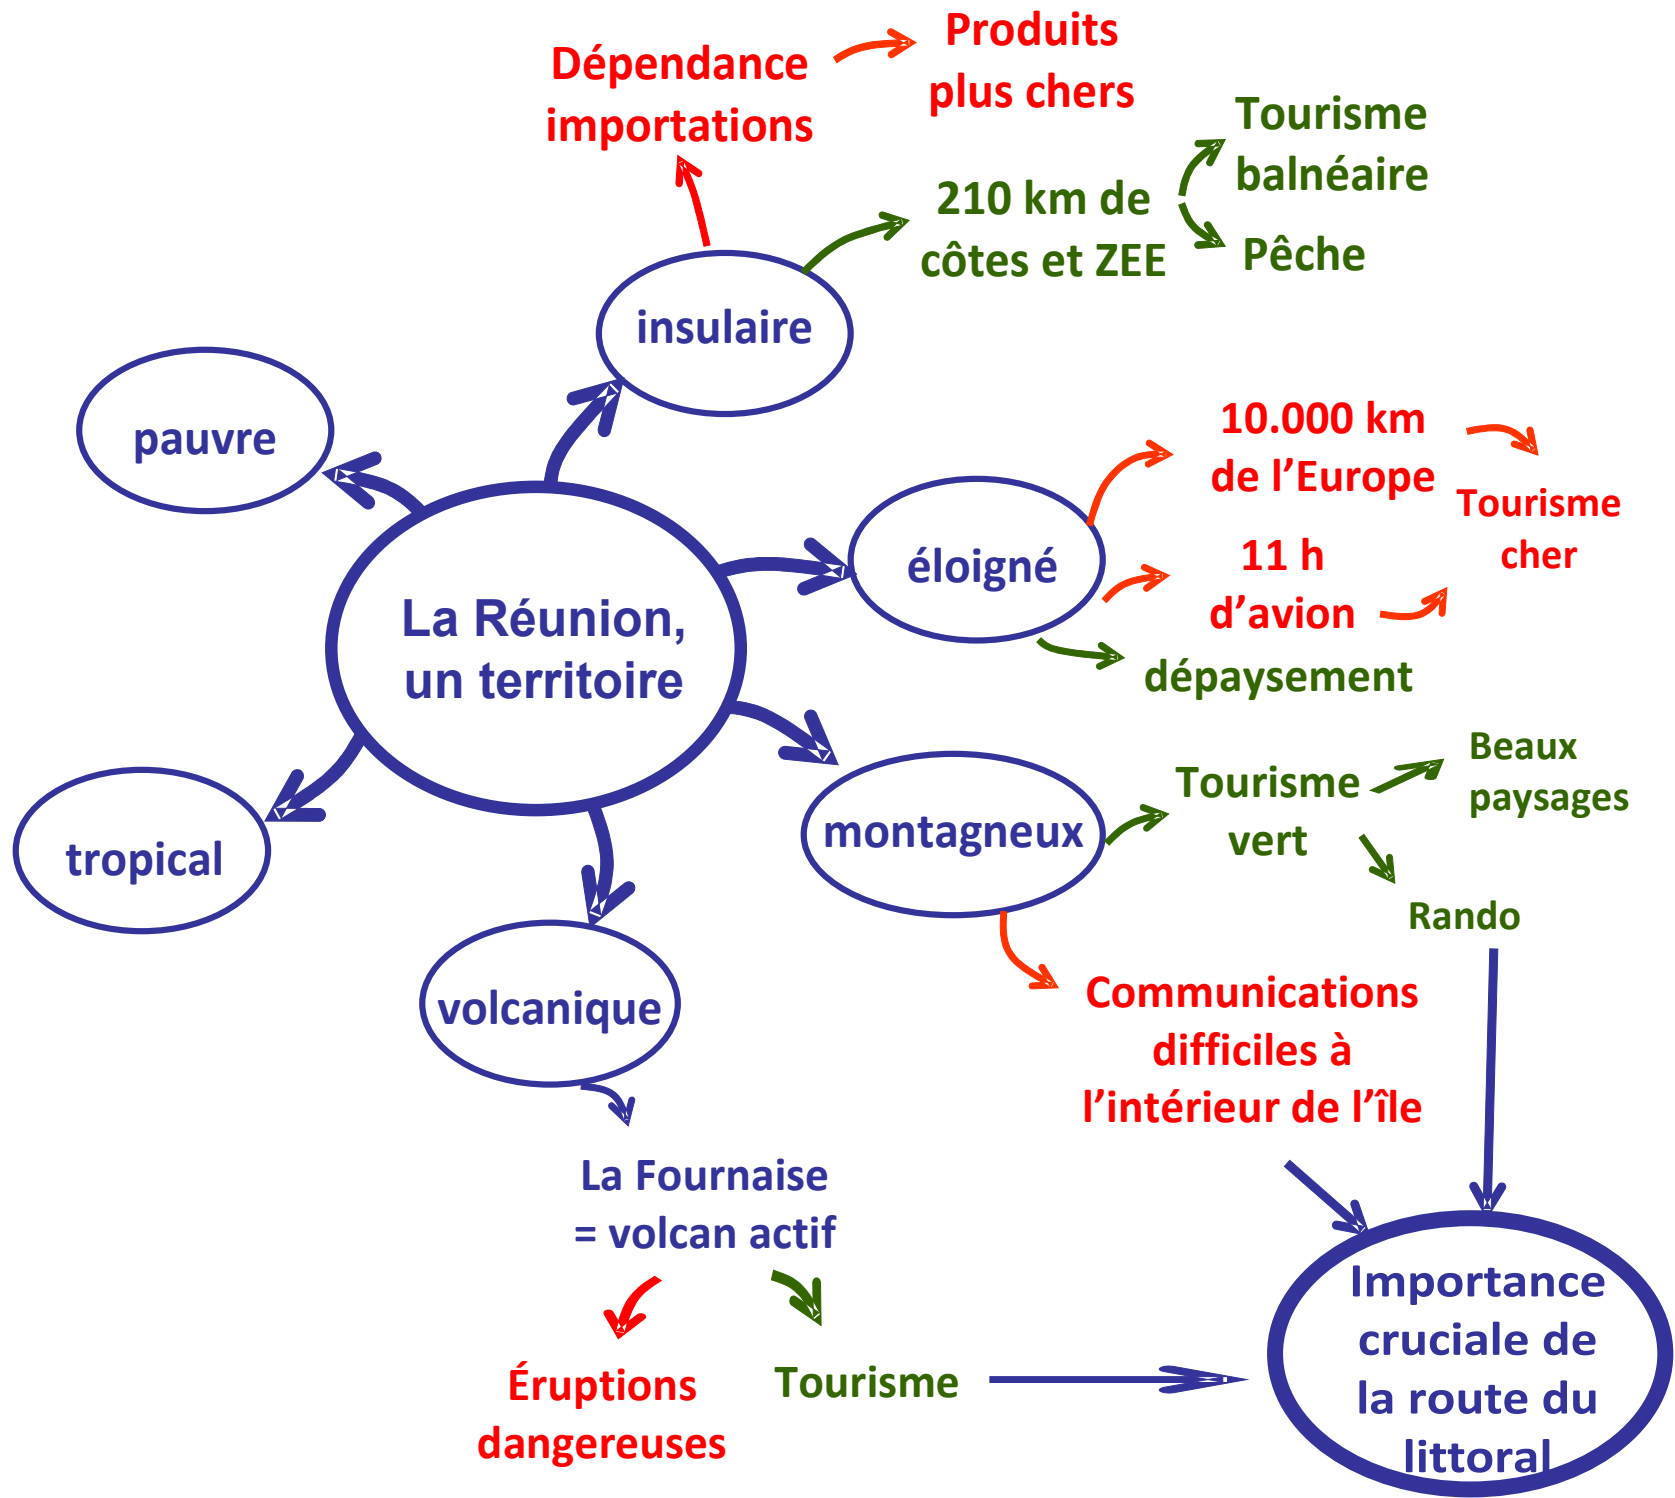 La Réunion,
un territoire
insulaire
Dépendance
importations
Produits
plus chers
210 km de
côtes et ZEE
Tourisme
balnéaire
Pêche
éloigné
10.000 km
de l’Europe
11 h
d’avion
Tourisme
cher
dépaysement
montagneux
Tourisme
vert
Beaux
paysages
Rando
Communications
difficiles à
l’intérieur de l’île
volcanique
La Fournaise
= volcan actif
Éruptions
dangereuses
Tourisme
Importance
cruciale de
la route du
littoral
tropical
pauvre